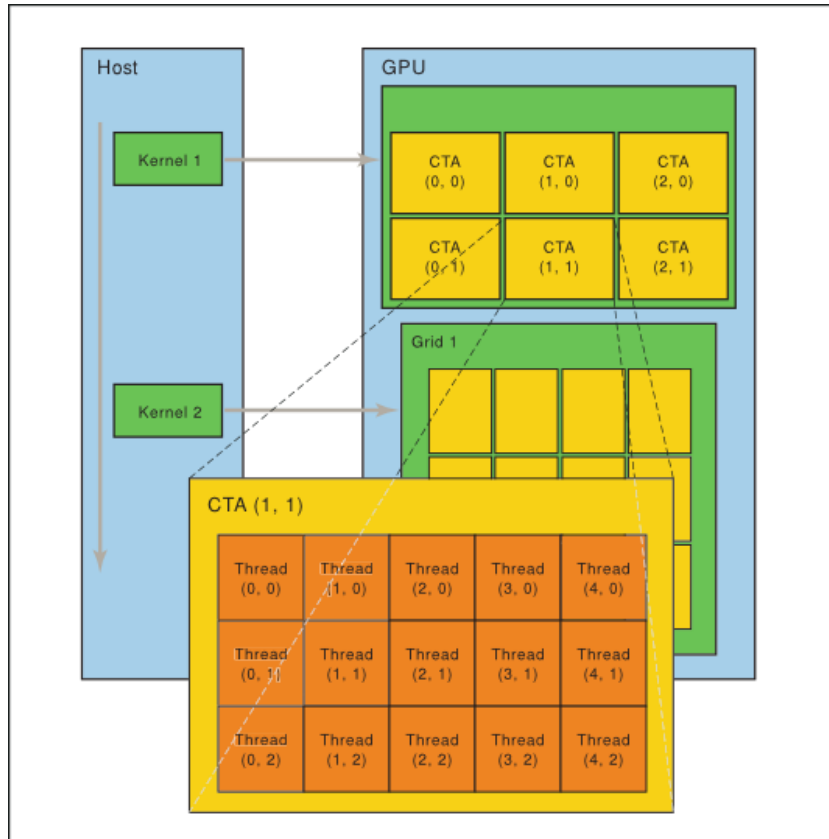 Host
GPU
Kernel 1
CTA
(0, 0)
CTA
(1, 0)
CTA
(2, 0)
CTA
(0, 1)
CTA
(1, 1)
CTA
(2, 1)
Grid 1
Kernel 2
CTA (1, 1)
Thread
(0, 0)
Thread
(1, 0)
Thread
(2, 0)
Thread
(3, 0)
Thread
(4, 0)
Thread
(0, 1)
Thread
(1, 1)
Thread
(2, 1)
Thread
(3, 1)
Thread
(4, 1)
Thread
(0, 2)
Thread
(1, 2)
Thread
(2, 2)
Thread
(3, 2)
Thread
(4, 2)